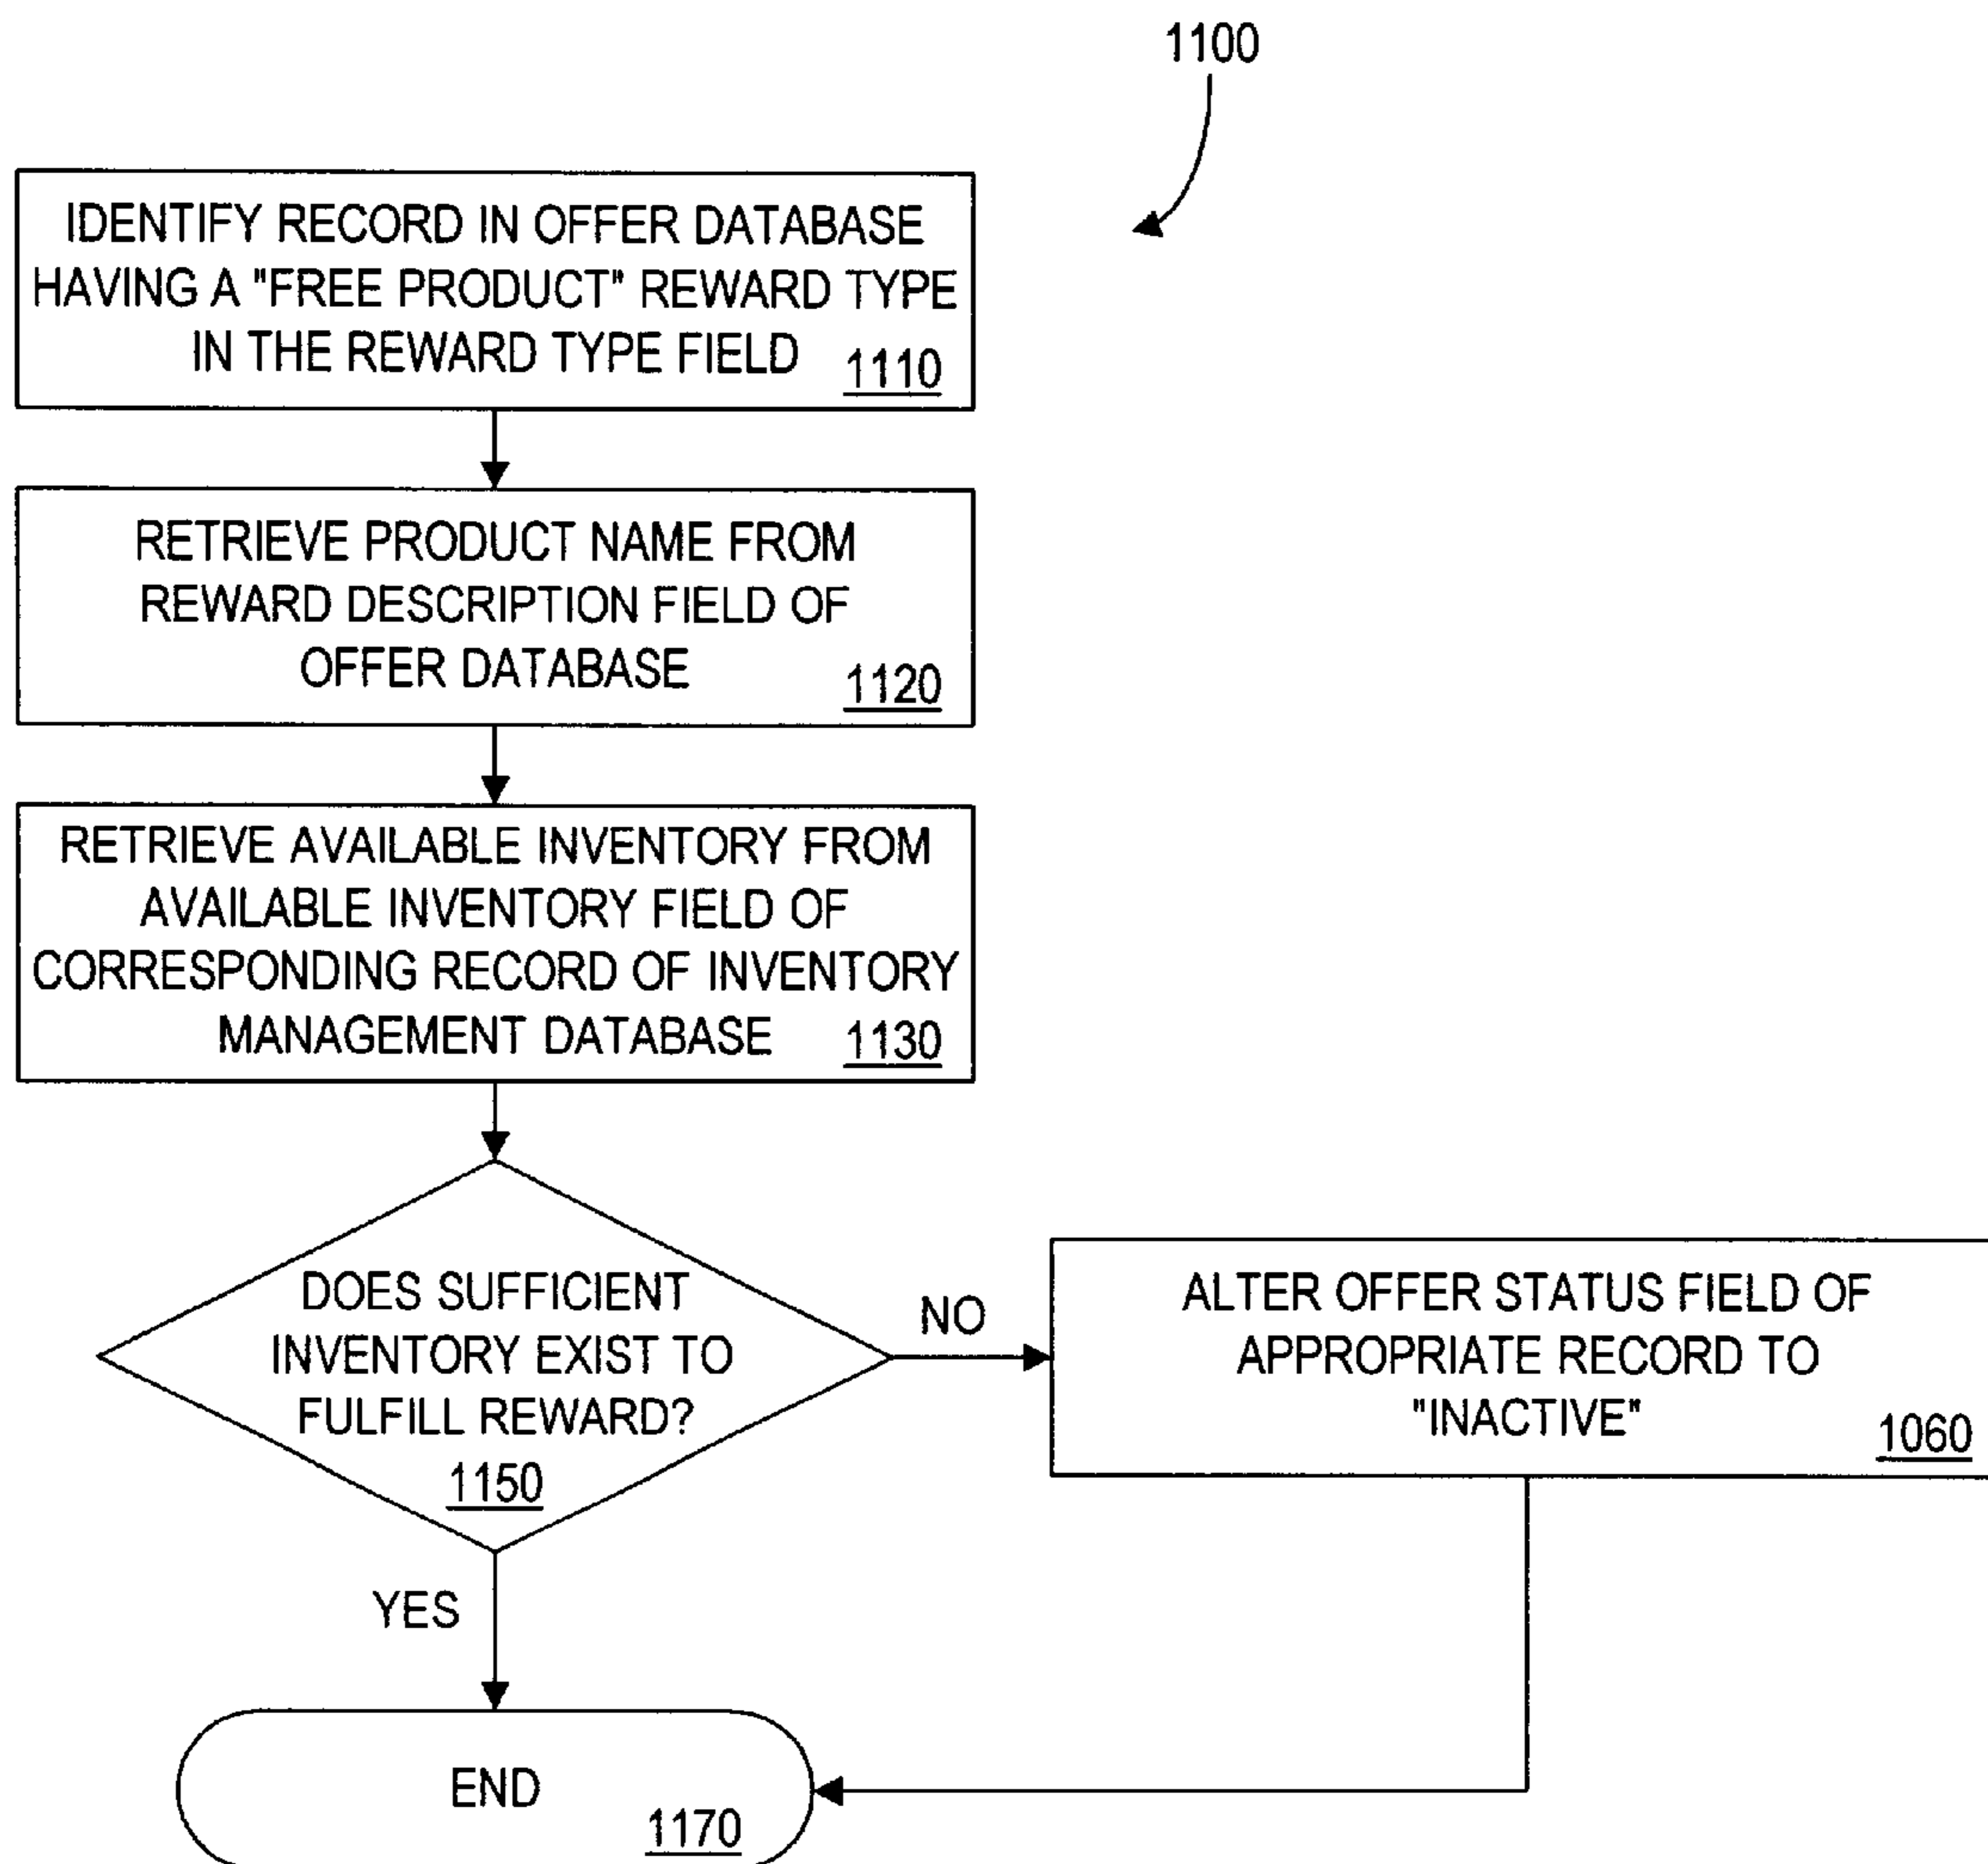 1100
IDENTIFY RECORD IN OFFER DATABASE
HAVING A "FREE PRODUCT" REWARD TYPE
IN THE REWARD TYPE FIELD
1110
RETRIEVE PRODUCT NAME FROM
REWARD DESCRIPTION FIELD OF
OFFER DATABASE
1120
RETRIEVE AVAILABLE INVENTORY FROM
AVAILABLE INVENTORY FIELD OF
CORRESPONDING RECORD OF INVENTORY
MANAGEMENT DATABASE
1130
DOES SUFFICIENT
INVENTORY EXIST TO
FULFILL REWARD?
1150
NO
ALTER OFFER STATUS FIELD OF
APPROPRIATE RECORD TO
"INACTIVE"
1060
YES
END
1170